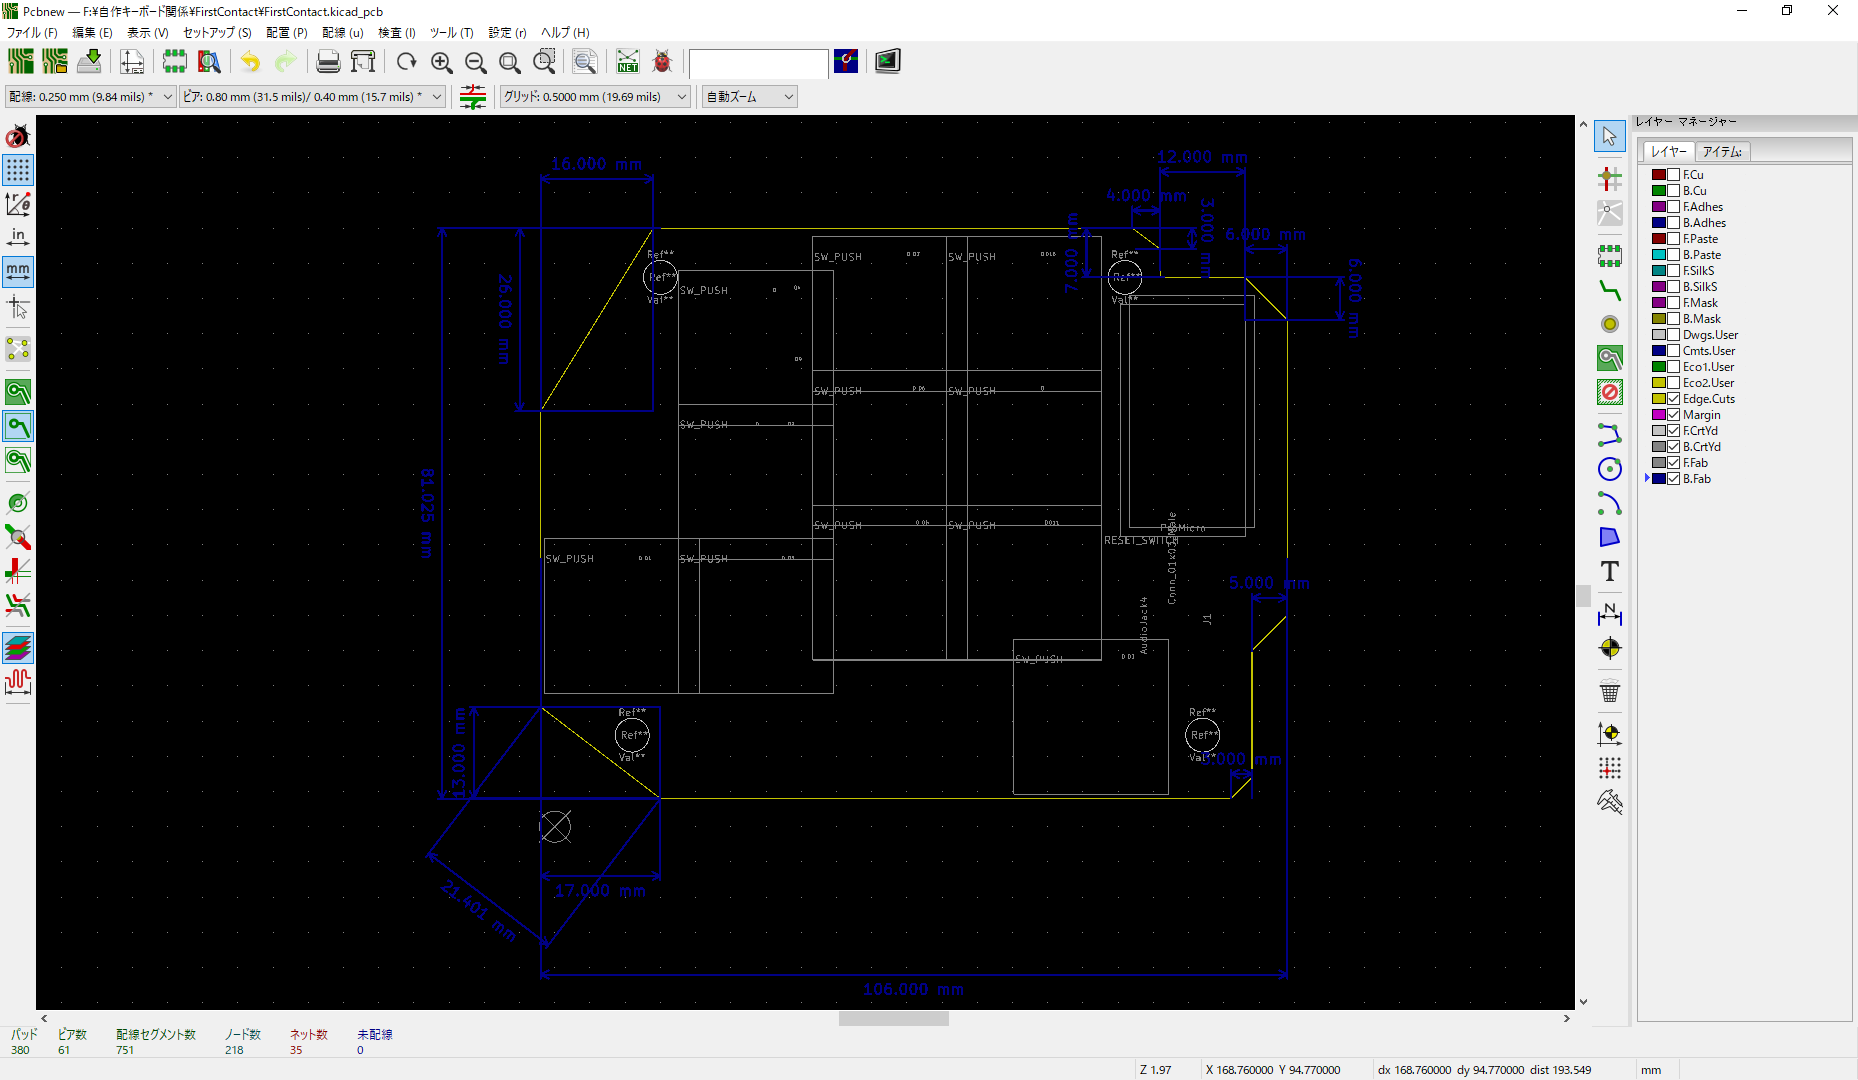 Pcbnew — F:¥自作キーボード関係¥FirstContact¥FirstContact.kicad_pcb
ファイル (F) 編集 (E) 表示 (V) セットアップ (S) 配置 (P) 配線 (u) 検査 (I) ツール (T) 設定 (r) ヘルプ (H)
NET
配線: 0.250 mm (9.84 mils) * ビア: 0.80 mm (31.5 mils)/ 0.40 mm (15.7 mils) * グリッド: 0.5000 mm (19.69 mils) 自動ズーム
in
mm
T
N
16.000 mm
12.000 mm
4.000 mm
3.000 mm
6.000 mm
7.000 mm
6.000 mm
26.000 mm
81.025 mm
Ref**
Ref**
Val**
Ref**
Ref**
Val**
SW_PUSH
SW_PUSH
SW_PUSH
SW_PUSH
SW_PUSH
SW_PUSH
SW_PUSH
SW_PUSH
SW_PUSH
SW_PUSH
SW_PUSH
ProMicro
RESET_SWITCH
Conn_01x03_Male
AudioJack4
J1
5.000 mm
13.000 mm
Ref**
Ref**
Val**
Ref**
Ref**
Val**
17.000 mm
21.401 mm
106.000 mm
レイヤー マネージャー
レイヤー アイテム:
F.Cu
B.Cu
F.Adhes
B.Adhes
F.Paste
B.Paste
F.SilkS
B.SilkS
F.Mask
B.Mask
Dwgs.User
Cmts.User
Eco1.User
Eco2.User
Edge.Cuts
Margin
F.CrtYd
B.CrtYd
F.Fab
B.Fab
パッド ビア数 配線セグメント数 ノード数 ネット数 未配線
380 61 751 218 35 0
Z 1.97 X 168.760000 Y 94.770000 dx 168.760000 dy 94.770000 dist 193.549 mm